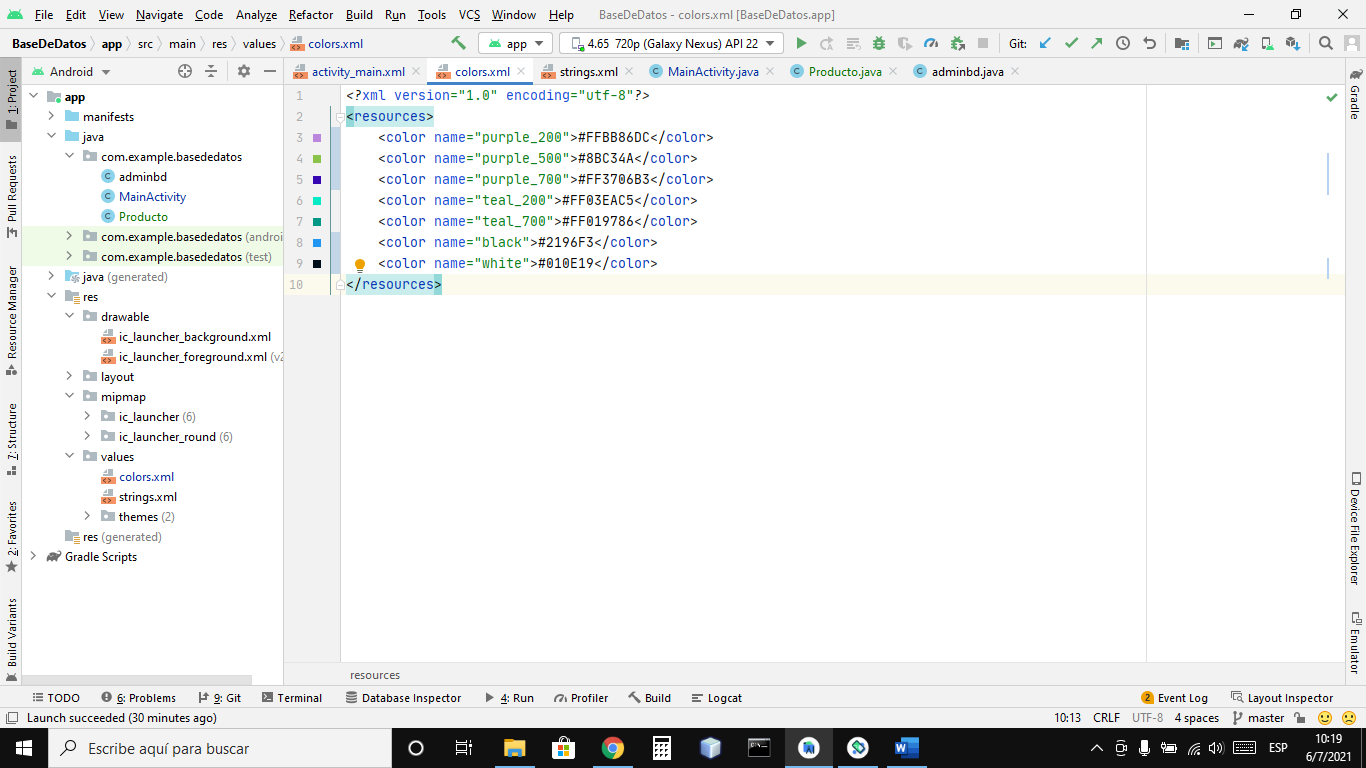 File Edit View Navigate Code Analyze Refactor Build Run Tools VCS Window Help BaseDeDatos - colors.xml [BaseDeDatos.app]
BaseDeDatos app src main res values colors.xml app 4.65 720p (Galaxy Nexus) API 22 Git:
Android activity_main.xml colors.xml strings.xml MainActivity.java Producto.java adminbd.java
1: Project
Pull Requests
Resource Manager
7: Structure
2: Favorites
Build Variants
app
manifests
java
com.example.basededatos
adminbd
MainActivity
Producto
com.example.basededatos (androi
com.example.basededatos (test)
java (generated)
res
drawable
ic_launcher_background.xml
ic_launcher_foreground.xml (v2
layout
mipmap
ic_launcher (6)
ic_launcher_round (6)
values
colors.xml
strings.xml
themes (2)
res (generated)
Gradle Scripts
1 <?xml version="1.0" encoding="utf-8"?>
2 <resources>
3 <color name="purple_200">#FFBB86DC</color>
4 <color name="purple_500">#8BC34A</color>
5 <color name="purple_700">#FF3706B3</color>
6 <color name="teal_200">#FF03EAC5</color>
7 <color name="teal_700">#FF019786</color>
8 <color name="black">#2196F3</color>
9 <color name="white">#010E19</color>
10 </resources>
Gradle
Device File Explorer
Emulator
resources
TODO 6: Problems 9: Git Terminal Database Inspector 4: Run Profiler Build Logcat 2 Event Log Layout Inspector
Launch succeeded (30 minutes ago) 10:13 CRLF UTF-8 4 spaces master
Escribe aquí para buscar ESP 10:19
6/7/2021